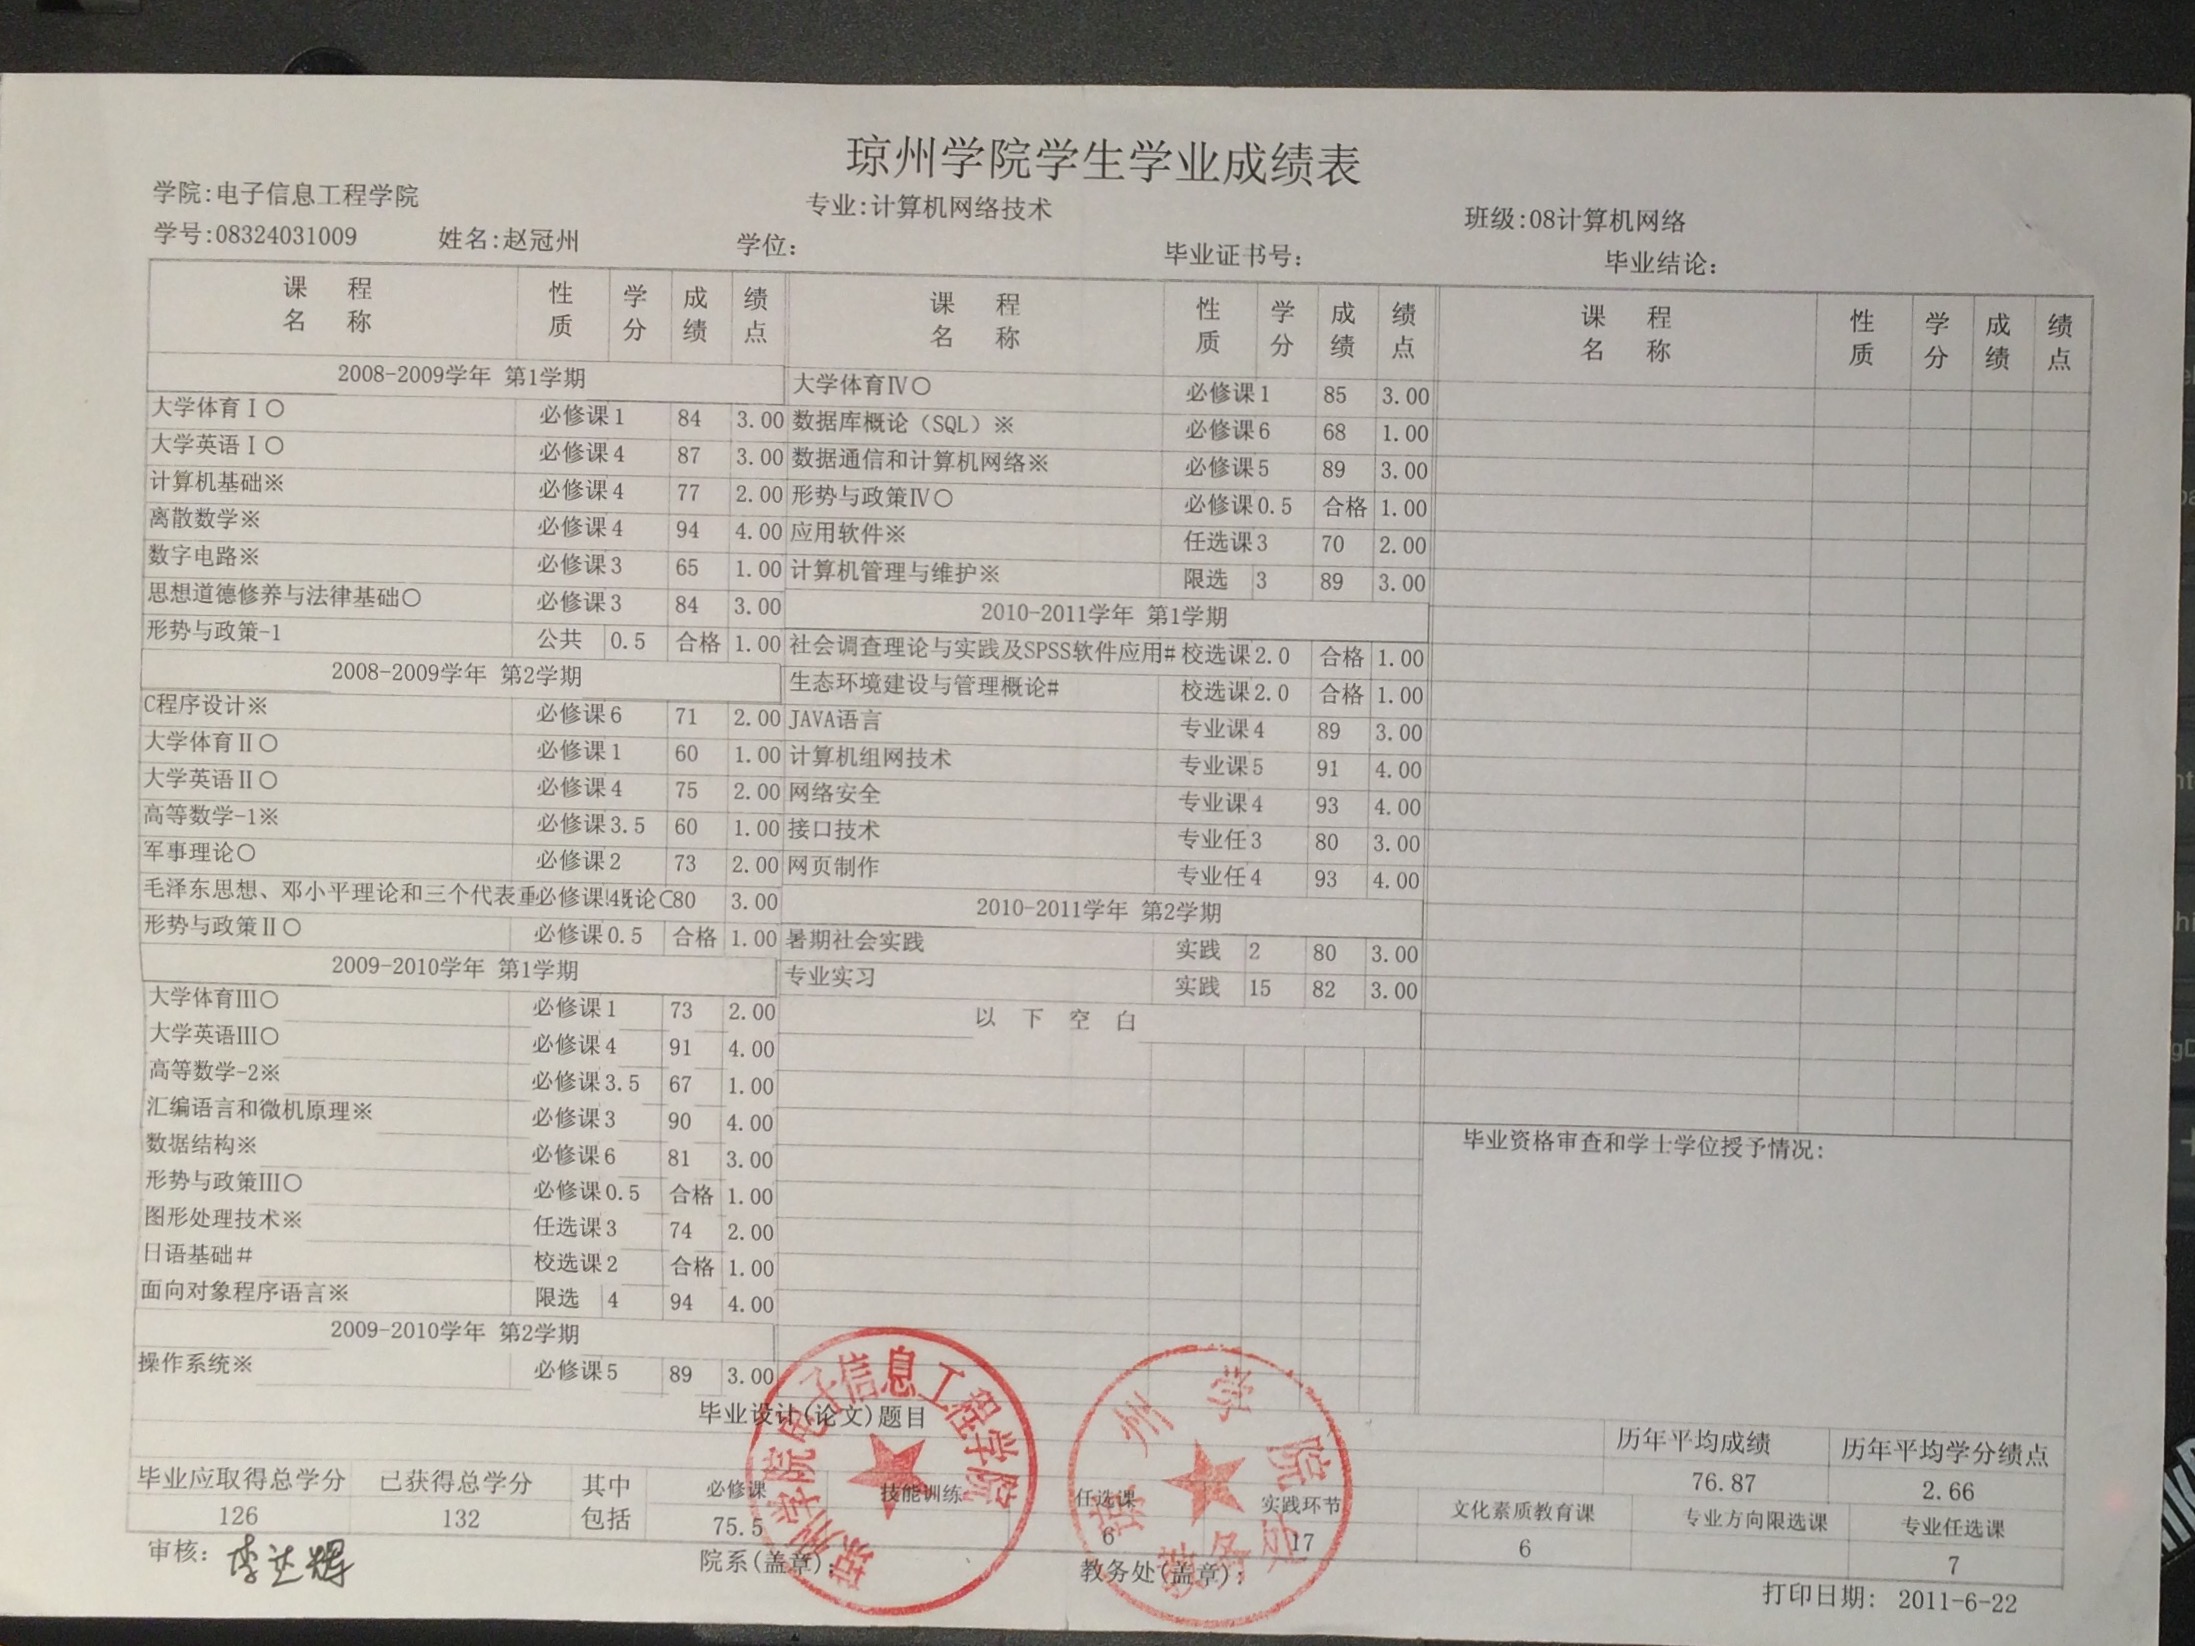 琼州学院学生学业成绩表
学院:电子信息工程学院 专业:计算机网络技术 班级:08计算机网络
学号:08324031009 姓名:赵冠州 学位: 毕业证书号: 毕业结论:
课程名称 性质 学分 成绩 绩点
2008-2009学年 第1学期
大学体育Ⅰ○ 必修课 1 84 3.00
大学英语Ⅰ○ 必修课 4 87 3.00
计算机基础※ 必修课 4 77 2.00
离散数学※ 必修课 4 94 4.00
数字电路※ 必修课 3 65 1.00
思想道德修养与法律基础○ 必修课 3 84 3.00
形势与政策-1 公共 0.5 合格 1.00
2008-2009学年 第2学期
C程序设计※ 必修课 6 71 2.00
大学体育Ⅱ○ 必修课 1 60 1.00
大学英语Ⅱ○ 必修课 4 75 2.00
高等数学-1※ 必修课 3.5 60 1.00
军事理论○ 必修课 2 73 2.00
毛泽东思想、邓小平理论和三个代表重 必修课 4 概论○ 80 3.00
形势与政策Ⅱ○ 必修课 0.5 合格 1.00
2009-2010学年 第1学期
大学体育Ⅲ○ 必修课 1 73 2.00
大学英语Ⅲ○ 必修课 4 91 4.00
高等数学-2※ 必修课 3.5 67 1.00
汇编语言和微机原理※ 必修课 3 90 4.00
数据结构※ 必修课 6 81 3.00
形势与政策Ⅲ○ 必修课 0.5 合格 1.00
图形处理技术※ 任选课 3 74 2.00
日语基础# 校选课 2 合格 1.00
面向对象程序语言※ 限选 4 94 4.00
2009-2010学年 第2学期
操作系统※ 必修课 5 89 3.00
课程名称 性质 学分 成绩 绩点
大学体育Ⅳ○ 必修课 1 85 3.00
数据库概论（SQL）※ 必修课 6 68 1.00
数据通信和计算机网络※ 必修课 5 89 3.00
形势与政策Ⅳ○ 必修课 0.5 合格 1.00
应用软件※ 任选课 3 70 2.00
计算机管理与维护※ 限选 3 89 3.00
2010-2011学年 第1学期
社会调查理论与实践及SPSS软件应用# 校选课 2.0 合格 1.00
生态环境建设与管理概论# 校选课 2.0 合格 1.00
JAVA语言 专业课 4 89 3.00
计算机组网技术 专业课 5 91 4.00
网络安全 专业课 4 93 4.00
接口技术 专业任 3 80 3.00
网页制作 专业任 4 93 4.00
2010-2011学年 第2学期
暑期社会实践 实践 2 80 3.00
专业实习 实践 15 82 3.00
以下空白
课程名称 性质 学分 成绩 绩点
毕业资格审查和学士学位授予情况:
毕业设计(论文)题目 历年平均成绩 历年平均学分绩点
76.87 2.66
毕业应取得总学分 已获得总学分 其中包括 必修课 技能训练 任选课 实践环节 文化素质教育课 专业方向限选课 专业任选课
126 132 75.5 6 17 6 7
审核: 李达辉 院系(盖章): 教务处(盖章):
打印日期: 2011-6-22
琼州学院电子信息工程学院
琼州学院
教务处